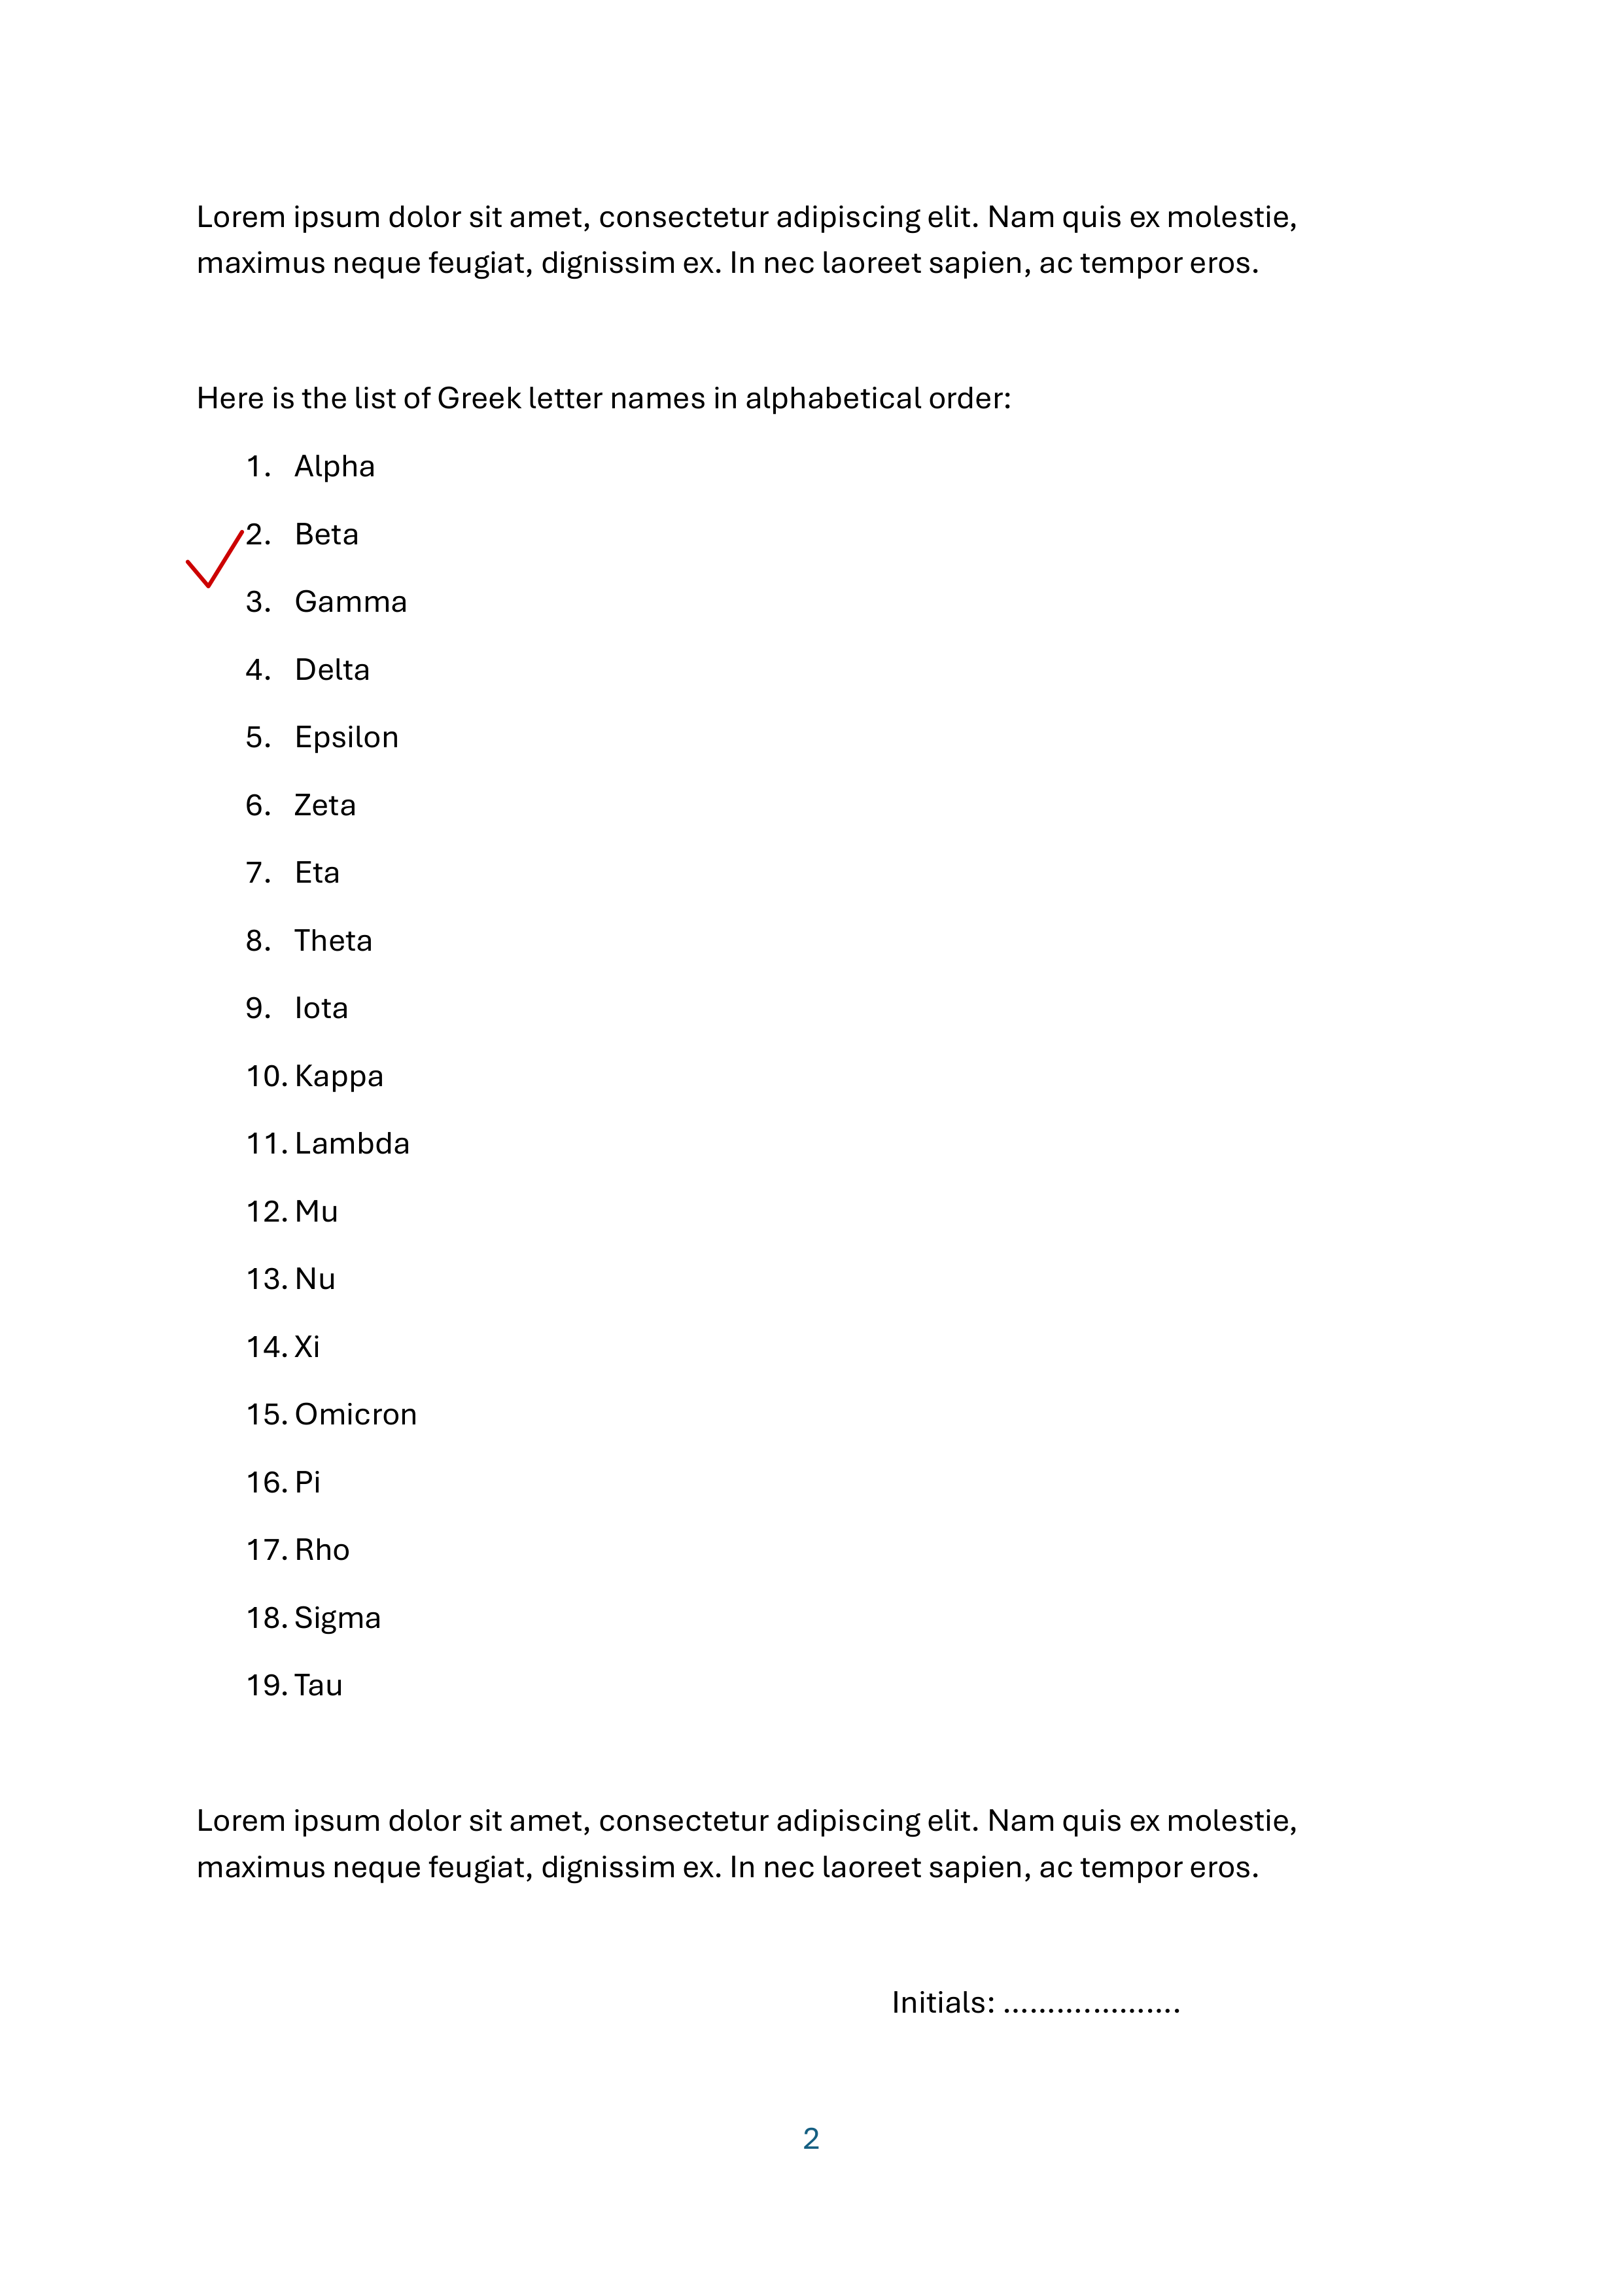 Lorem ipsum dolor sit amet, consectetur adipiscing elit. Nam quis ex molestie,
maximus neque feugiat, dignissim ex. In nec laoreet sapien, ac tempor eros.
Here is the list of Greek letter names in alphabetical order:
1. Alpha
2. Beta
3. Gamma
4. Delta
5. Epsilon
6. Zeta
7. Eta
8. Theta
9. Iota
10. Kappa
11. Lambda
12. Mu
13. Nu
14. Xi
15. Omicron
16. Pi
17. Rho
18. Sigma
19. Tau
Lorem ipsum dolor sit amet, consectetur adipiscing elit. Nam quis ex molestie,
maximus neque feugiat, dignissim ex. In nec laoreet sapien, ac tempor eros.
Initials: ....................
2